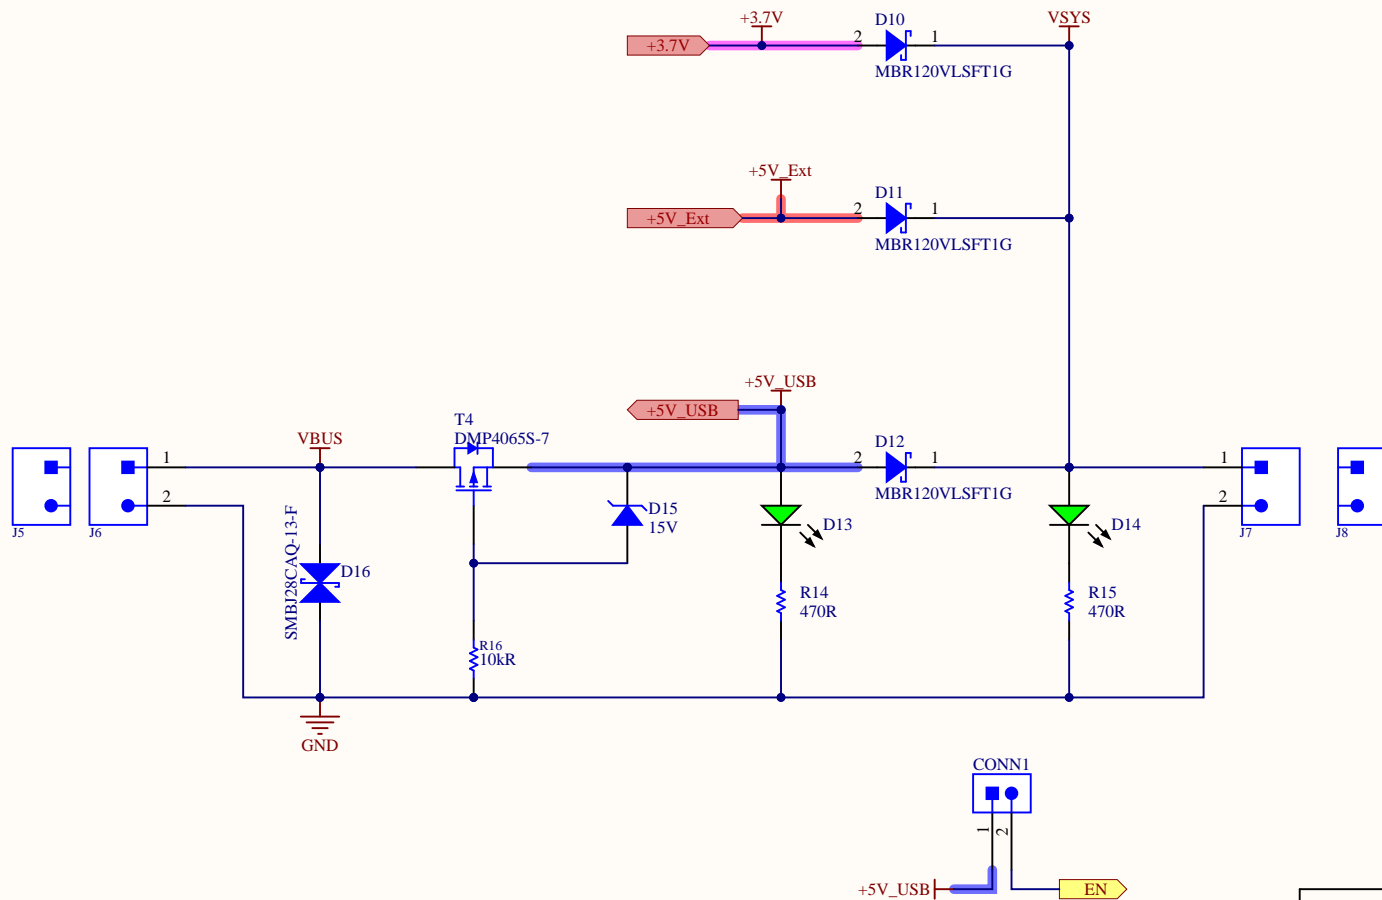 +3.7V
D10
VSYS
+3.7V
2
1
MBR120VLSFT1G
+5V_Ext
D11
+5V_Ext
2
1
MBR120VLSFT1G
+5V_USB
+5V_USB
T4
DMP4065S-7
VBUS
D12
1
2
1
1
MBR120VLSFT1G
2
2
D15
15V
D13
D14
J5
J6
J7
J8
SMBJ28CAQ-13-F
D16
R14
470R
R15
470R
R16
10kR
GND
CONN1
1
2
+5V_USB
EN